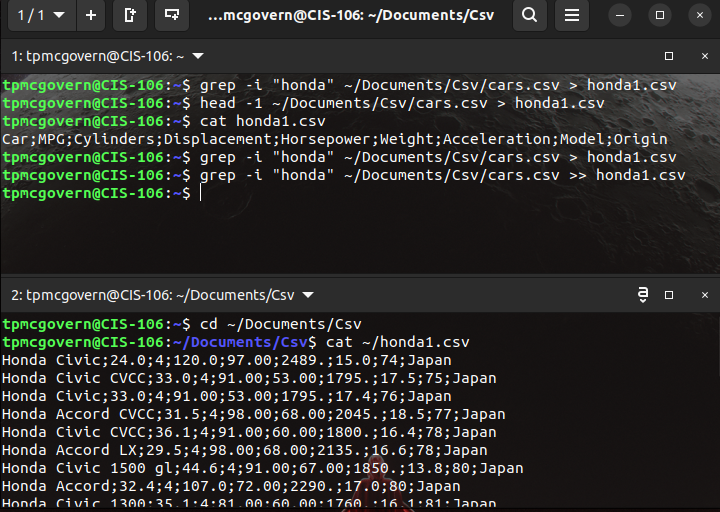 1 / 1
…mcgovern@CIS-106: ~/Documents/Csv
1: tpmcgovern@CIS-106: ~
tpmcgovern@CIS-106:~$ grep -i "honda" ~/Documents/Csv/cars.csv > honda1.csv
tpmcgovern@CIS-106:~$ head -1 ~/Documents/Csv/cars.csv > honda1.csv
tpmcgovern@CIS-106:~$ cat honda1.csv
Car;MPG;Cylinders;Displacement;Horsepower;Weight;Acceleration;Model;Origin
tpmcgovern@CIS-106:~$ grep -i "honda" ~/Documents/Csv/cars.csv > honda1.csv
tpmcgovern@CIS-106:~$ grep -i "honda" ~/Documents/Csv/cars.csv >> honda1.csv
tpmcgovern@CIS-106:~$
2: tpmcgovern@CIS-106: ~/Documents/Csv
a
tpmcgovern@CIS-106:~$ cd ~/Documents/Csv
tpmcgovern@CIS-106:~/Documents/Csv$ cat ~/honda1.csv
Honda Civic;24.0;4;120.0;97.00;2489.;15.0;74;Japan
Honda Civic CVCC;33.0;4;91.00;53.00;1795.;17.5;75;Japan
Honda Civic;33.0;4;91.00;53.00;1795.;17.4;76;Japan
Honda Accord CVCC;31.5;4;98.00;68.00;2045.;18.5;77;Japan
Honda Civic CVCC;36.1;4;91.00;60.00;1800.;16.4;78;Japan
Honda Accord LX;29.5;4;98.00;68.00;2135.;16.6;78;Japan
Honda Civic 1500 gl;44.6;4;91.00;67.00;1850.;13.8;80;Japan
Honda Accord;32.4;4;107.0;72.00;2290.;17.0;80;Japan
Honda Civic 1300;35.1;4;81.00;60.00;1760.;16.1;81;Japan